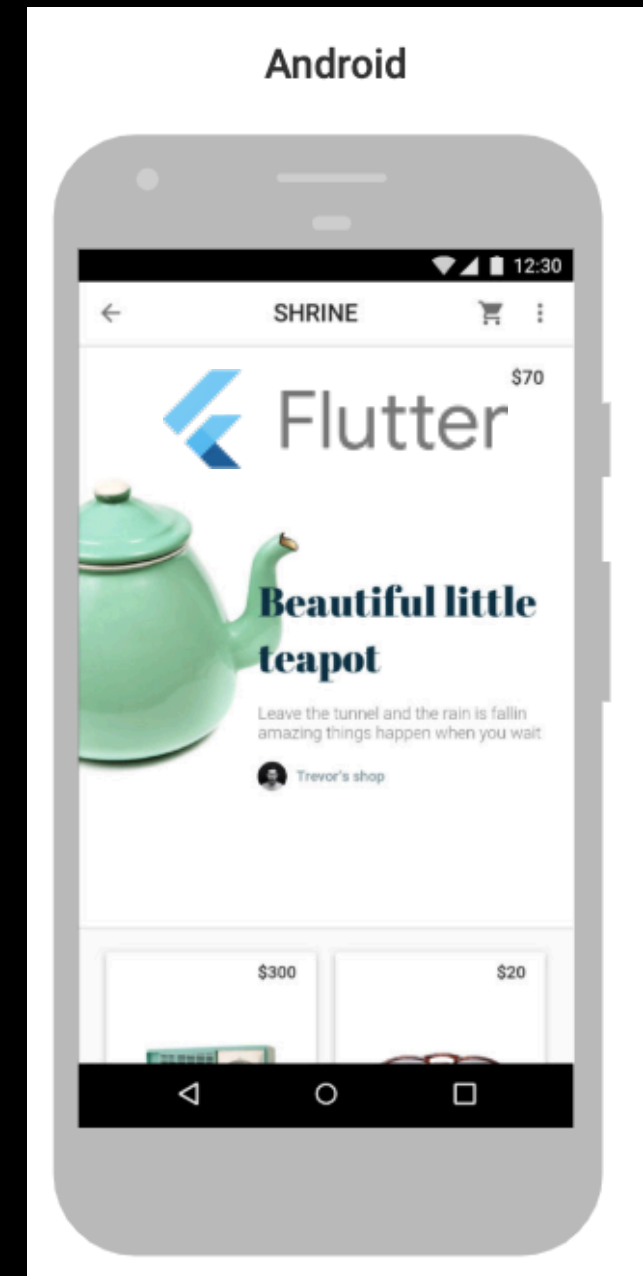 Android
12:30
SHRINE
$70
Flutter
Beautiful little
teapot
Leave the tunnel and the rain is fallin
amazing things happen when you wait
Trevor's shop
$300
$20